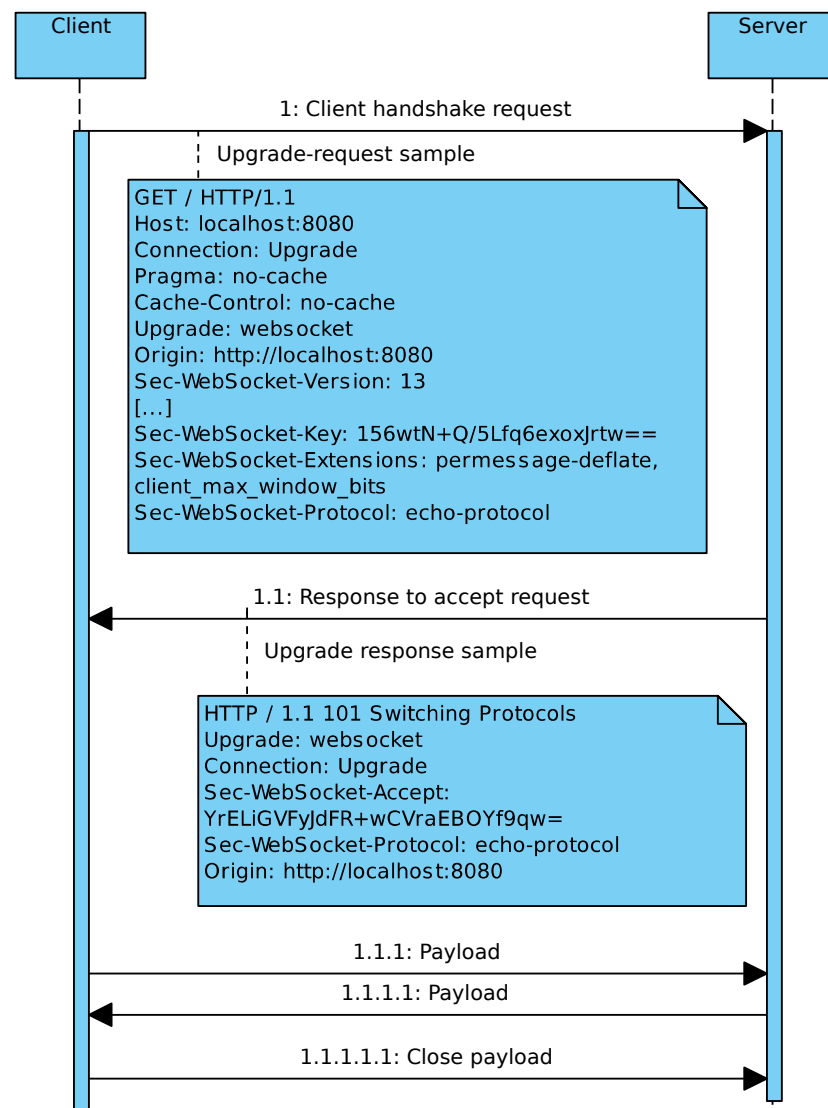 Client
Server
1: Client handshake request
Upgrade-request sample
GET / HTTP/1.1
Host: localhost:8080
Connection: Upgrade
Pragma: no-cache
Cache-Control: no-cache
Upgrade: websocket
Origin: http://localhost:8080
Sec-WebSocket-Version: 13
[...]
Sec-WebSocket-Key: 156wtN+Q/5Lfq6exoxJrtw==
Sec-WebSocket-Extensions: permessage-deflate,
client_max_window_bits
Sec-WebSocket-Protocol: echo-protocol
1.1: Response to accept request
Upgrade response sample
HTTP / 1.1 101 Switching Protocols
Upgrade: websocket
Connection: Upgrade
Sec-WebSocket-Accept:
YrELiGVFyJdFR+wCVraEBOYf9qw=
Sec-WebSocket-Protocol: echo-protocol
Origin: http://localhost:8080
1.1.1: Payload
1.1.1.1: Payload
1.1.1.1.1: Close payload